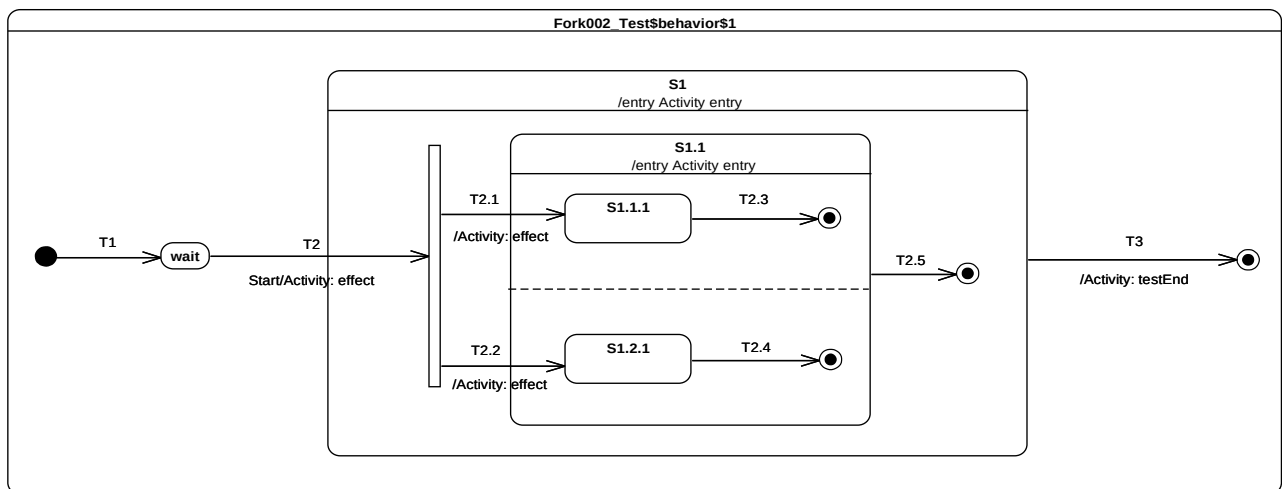 Fork002_Test$behavior$1
S1
/entry Activity entry
S1.1
/entry Activity entry
T2.1
S1.1.1
T2.3
/Activity: effect
T1
wait
T2
Start/Activity: effect
T2.5
T3
/Activity: testEnd
T2.2
S1.2.1
T2.4
/Activity: effect